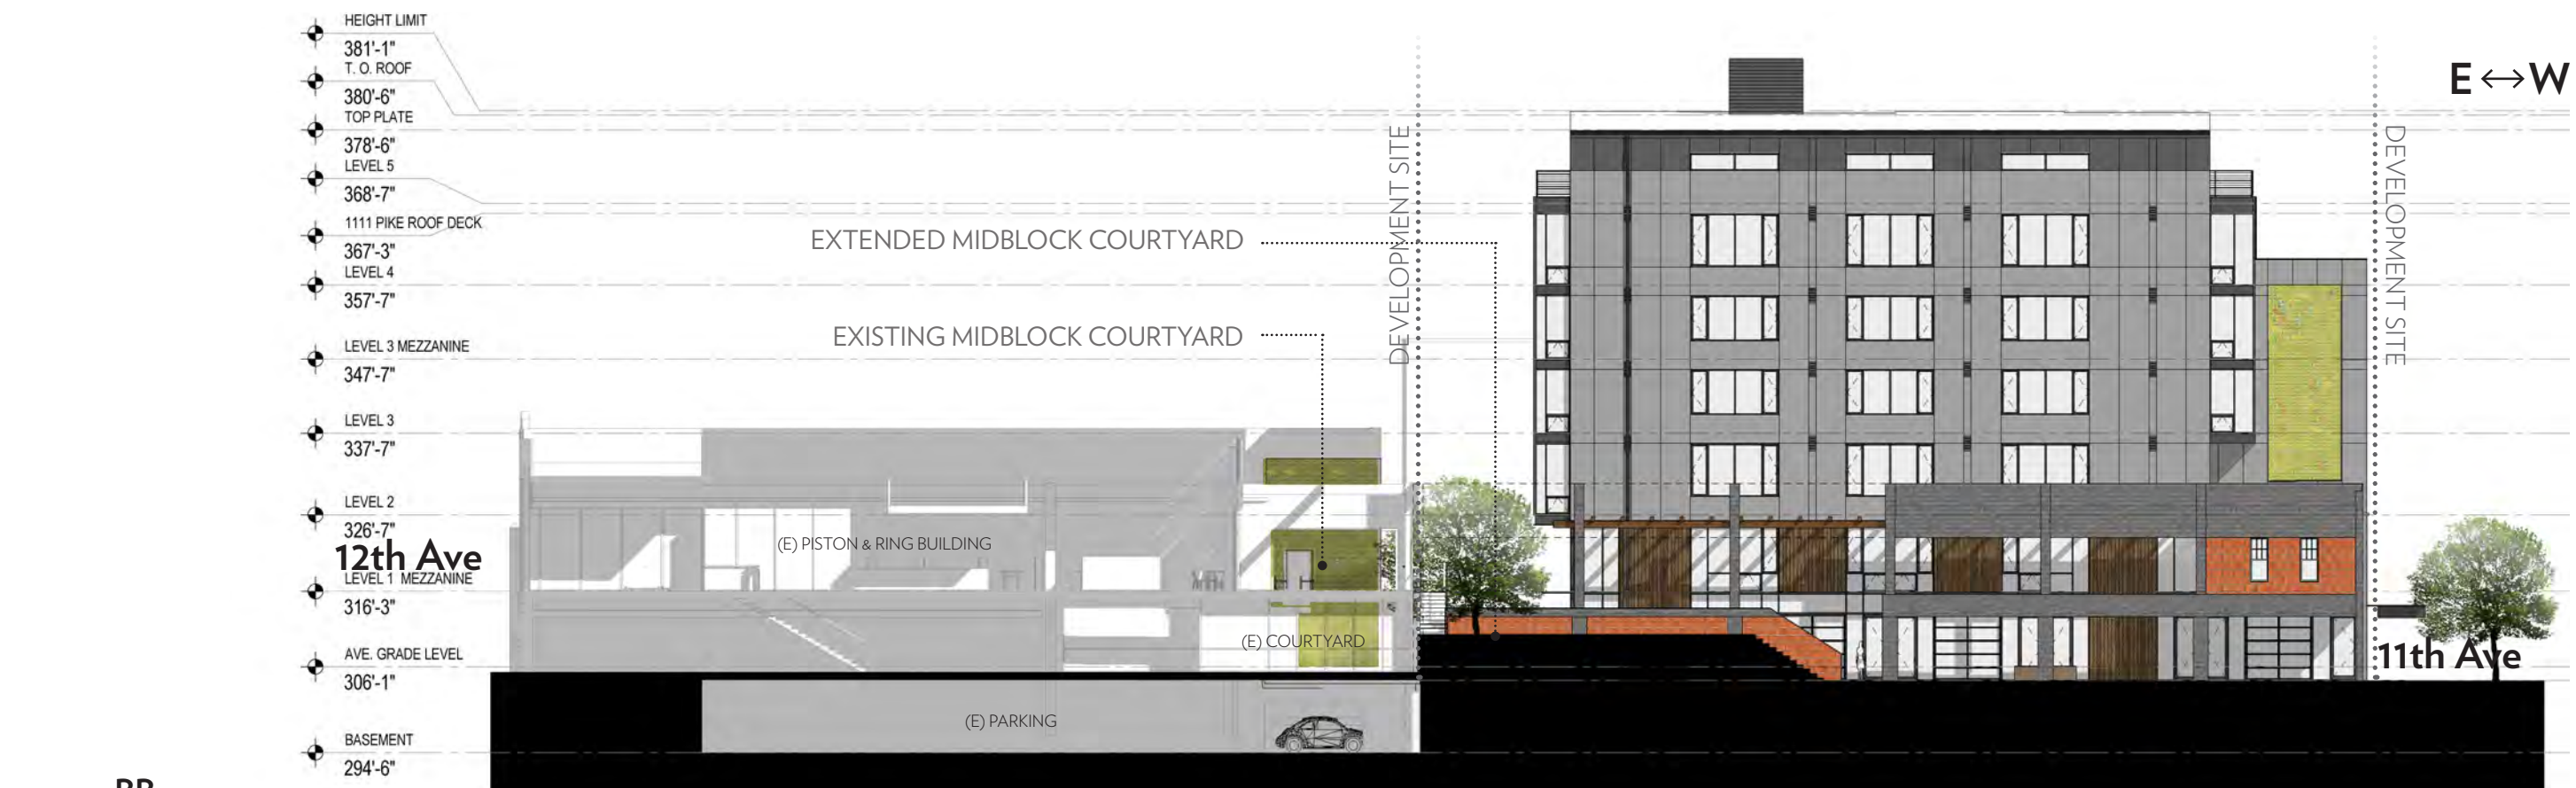 HEIGHT LIMIT
381'-1"
T. O. ROOF
380'-6"
TOP PLATE
378'-6"
LEVEL 5
368'-7"
1111 PIKE ROOF DECK
367'-3"
LEVEL 4
357'-7"
LEVEL 3 MEZZANINE
347'-7"
LEVEL 3
337'-7"
LEVEL 2
326'-7"
12th Ave
LEVEL 1 MEZZANINE
316'-3"
AVE. GRADE LEVEL
306'-1"
BASEMENT
294'-6"
EXTENDED MIDBLOCK COURTYARD
EXISTING MIDBLOCK COURTYARD
(E) PISTON & RING BUILDING
(E) COURTYARD
(E) PARKING
DEVELOPMENT SITE
DEVELOPMENT SITE
E ↔ W
11th Ave